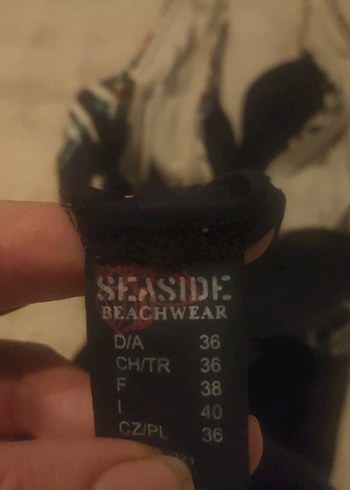 SEASIDE
BEACHWEAR
D/A 36
CH/TR 36
F 38
I 40
CZ/PL 36